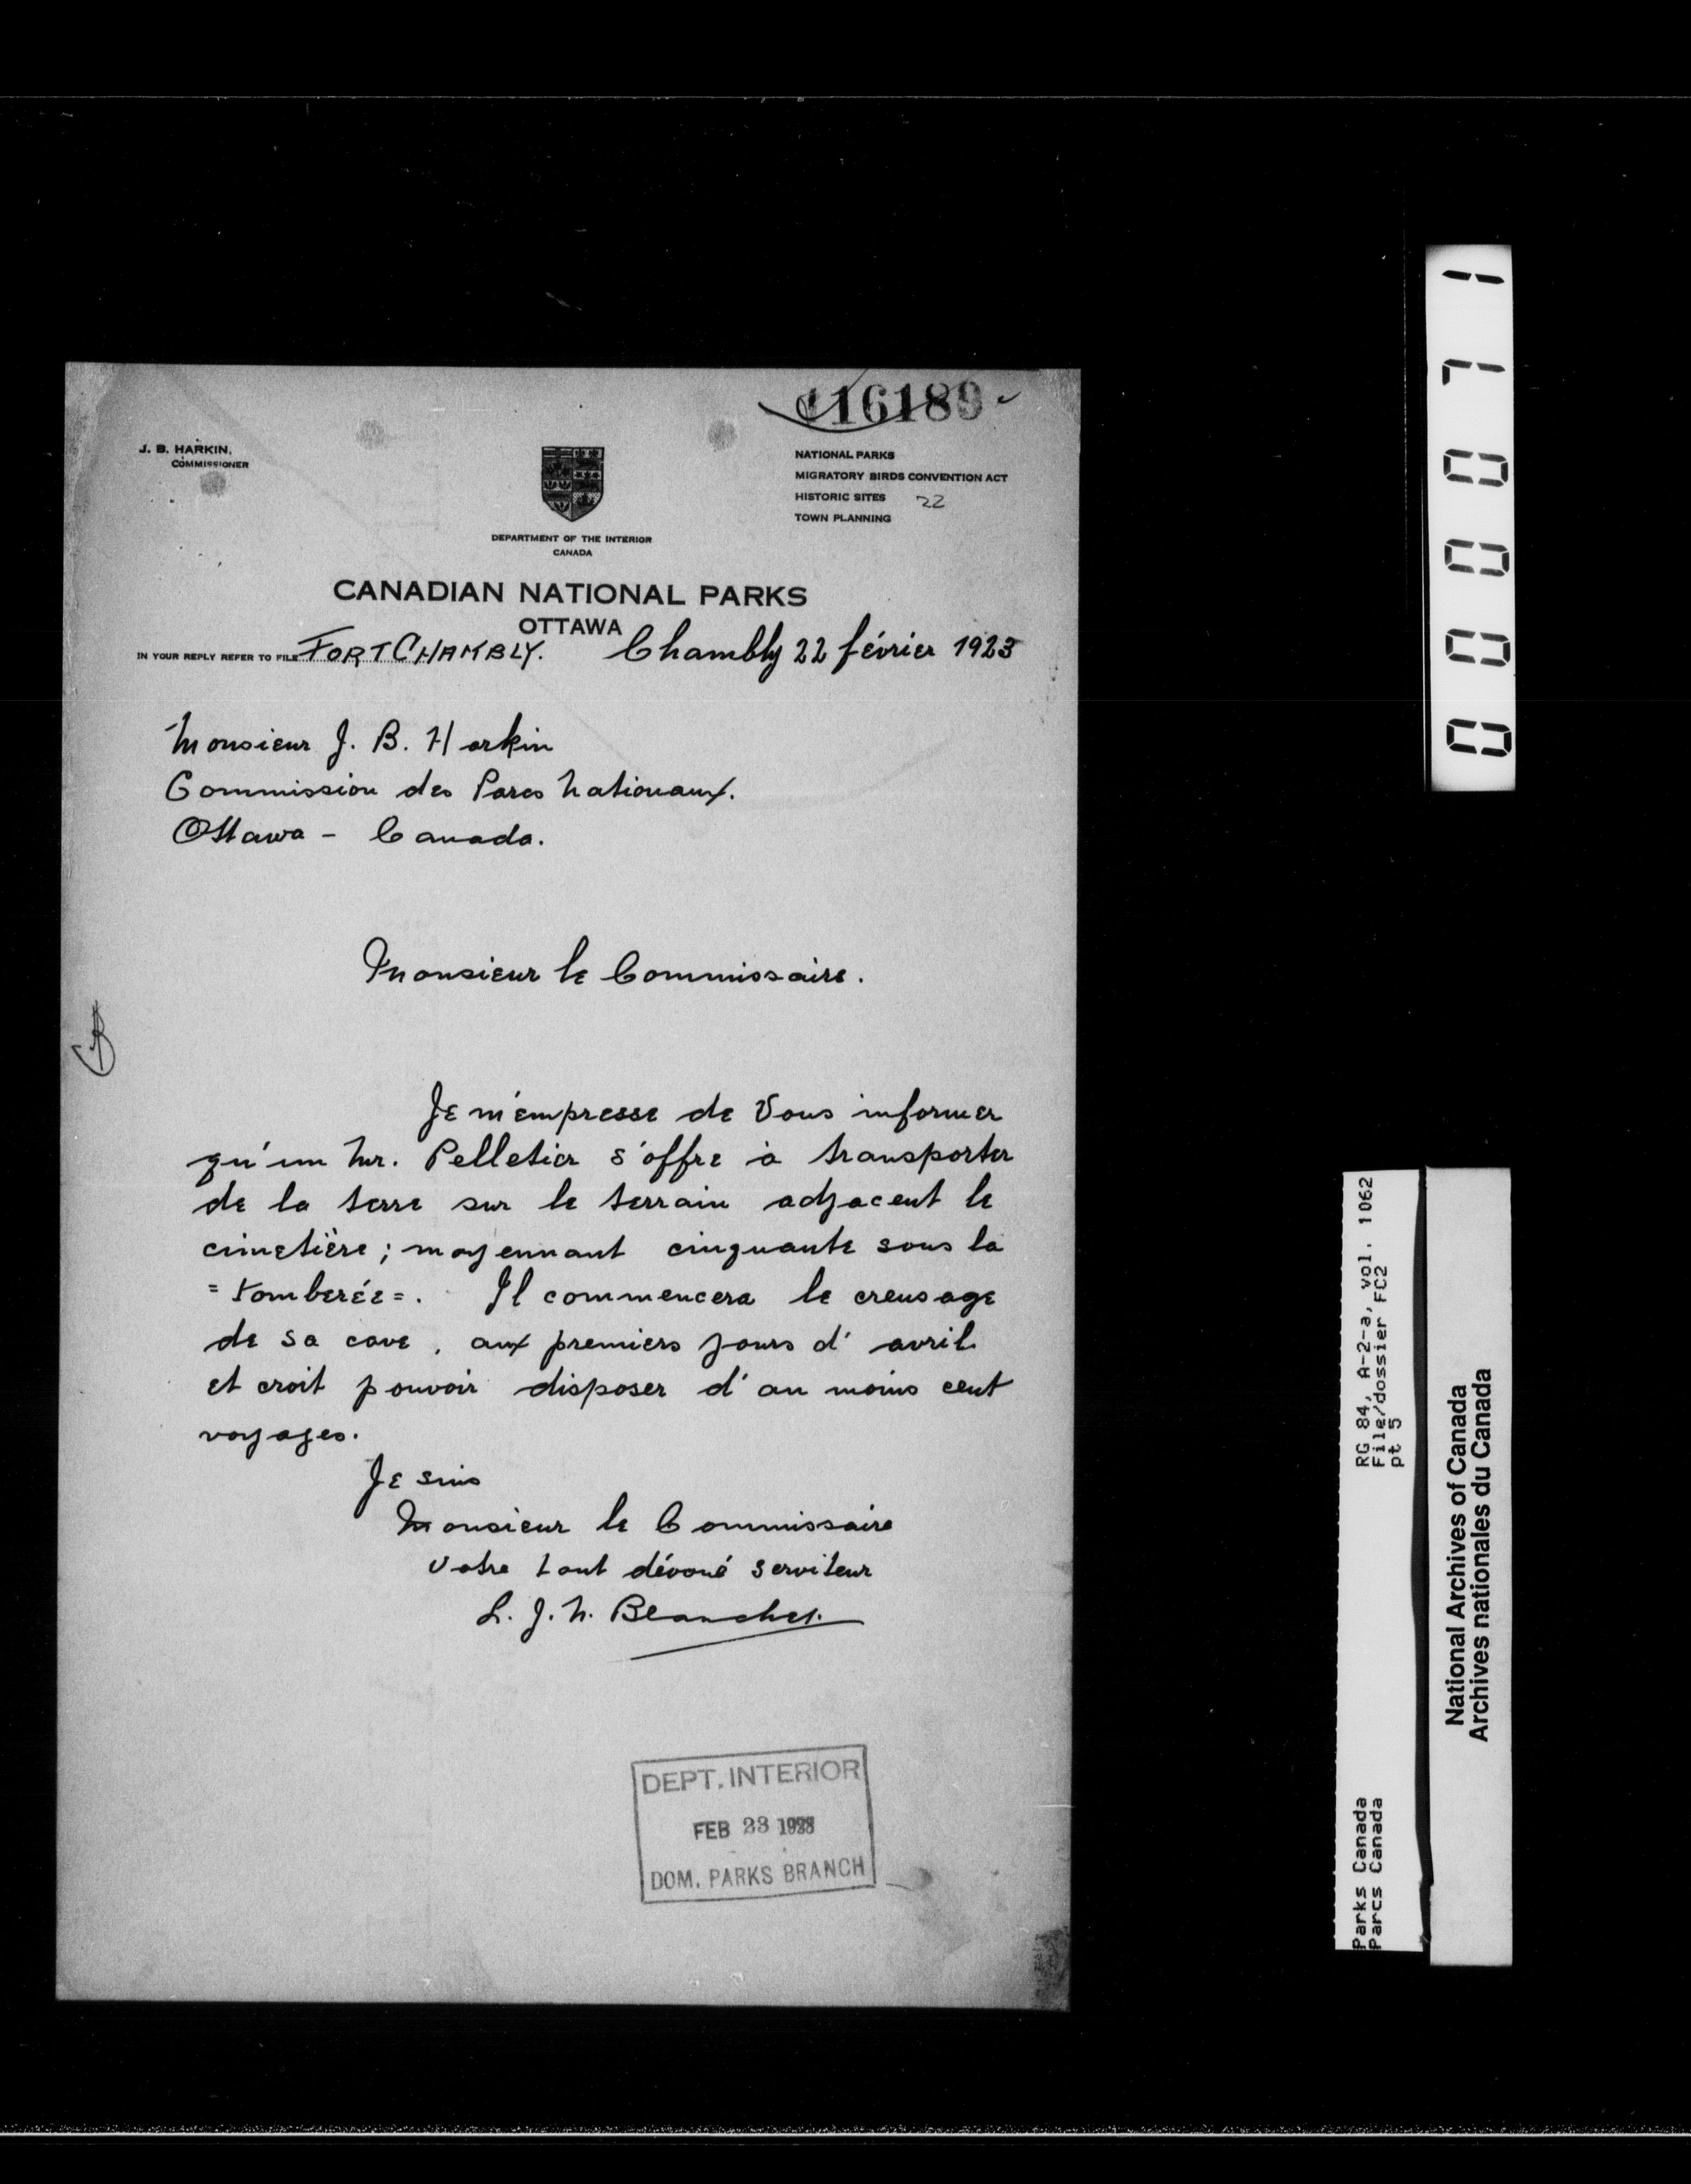 116189
J. B. HARKIN.
COMMISSIONER
NATIONAL PARKS
MIGRATORY BIRDS CONVENTION ACT
HISTORIC SITES 22
TOWN PLANNING
DEPARTMENT OF THE INTERIOR
CANADA
CANADIAN NATIONAL PARKS
OTTAWA
IN YOUR REPLY REFER TO FILE FORT CHAMBLY. Chambly 22 février 1923
Monsieur J. B. Harkin
Commission des Parcs Nationaux.
Ottawa - Canada.
Monsieur le Commissaire.
Je m'empresse de Vous informer
qu'un Mr. Pelletier s'offre à transporter
de la terre sur le terrain adjacent le
cimetière; moyennant cinquante sous la
=tomberée=. Il commencera le creusage
de sa cave, aux premiers jours d'avril
et croit pouvoir disposer d'au moins cent
voyages.
Je suis
Monsieur le Commissaire
Votre tout dévoué serviteur
L. J. N. Blanchet.
DEPT. INTERIOR
FEB 23 1923
DOM. PARKS BRANCH
000071
RG 84, A-2-a, vol. 1062
File/dossier FC2
pt 5
Parks Canada
Parcs Canada
National Archives of Canada
Archives nationales du Canada